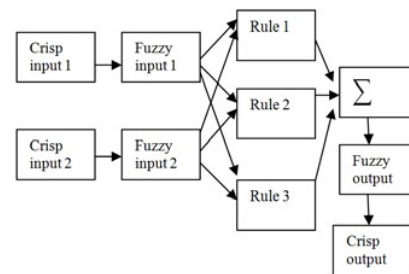 Crisp
input 1
Fuzzy
input 1
Rule 1
Crisp
input 2
Fuzzy
input 2
Rule 2
Rule 3
∑
Fuzzy
output
Crisp
output